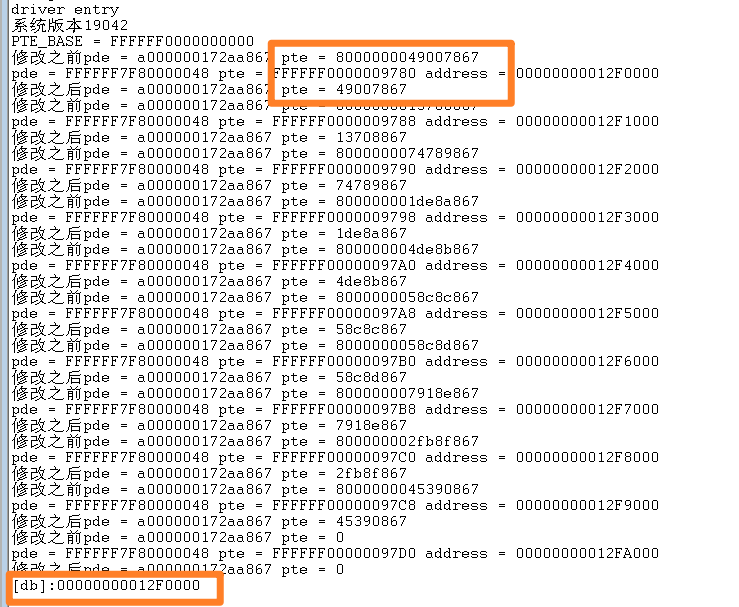 driver entry
系统版本19042
PTE_BASE = FFFFFF0000000000
修改之前pde = a000000172aa867 pte = 8000000049007867
pde = FFFFFF7F80000048 pte = FFFFFF0000009780 address = 00000000012F0000
修改之后pde = a000000172aa867 pte = 49007867
修改之前pde = a000000172aa867 pte = 8000000013708867
pde = FFFFFF7F80000048 pte = FFFFFF0000009788 address = 00000000012F1000
修改之后pde = a000000172aa867 pte = 13708867
修改之前pde = a000000172aa867 pte = 8000000074789867
pde = FFFFFF7F80000048 pte = FFFFFF0000009790 address = 00000000012F2000
修改之后pde = a000000172aa867 pte = 74789867
修改之前pde = a000000172aa867 pte = 800000001de8a867
pde = FFFFFF7F80000048 pte = FFFFFF0000009798 address = 00000000012F3000
修改之后pde = a000000172aa867 pte = 1de8a867
修改之前pde = a000000172aa867 pte = 800000004de8b867
pde = FFFFFF7F80000048 pte = FFFFFF00000097A0 address = 00000000012F4000
修改之后pde = a000000172aa867 pte = 4de8b867
修改之前pde = a000000172aa867 pte = 8000000058c8c867
pde = FFFFFF7F80000048 pte = FFFFFF00000097A8 address = 00000000012F5000
修改之后pde = a000000172aa867 pte = 58c8c867
修改之前pde = a000000172aa867 pte = 8000000058c8d867
pde = FFFFFF7F80000048 pte = FFFFFF00000097B0 address = 00000000012F6000
修改之后pde = a000000172aa867 pte = 58c8d867
修改之前pde = a000000172aa867 pte = 800000007918e867
pde = FFFFFF7F80000048 pte = FFFFFF00000097B8 address = 00000000012F7000
修改之后pde = a000000172aa867 pte = 7918e867
修改之前pde = a000000172aa867 pte = 800000002fb8f867
pde = FFFFFF7F80000048 pte = FFFFFF00000097C0 address = 00000000012F8000
修改之后pde = a000000172aa867 pte = 2fb8f867
修改之前pde = a000000172aa867 pte = 8000000045390867
pde = FFFFFF7F80000048 pte = FFFFFF00000097C8 address = 00000000012F9000
修改之后pde = a000000172aa867 pte = 45390867
修改之前pde = a000000172aa867 pte = 0
pde = FFFFFF7F80000048 pte = FFFFFF00000097D0 address = 00000000012FA000
修改之后pde = a000000172aa867 pte = 0
[db]:00000000012F0000